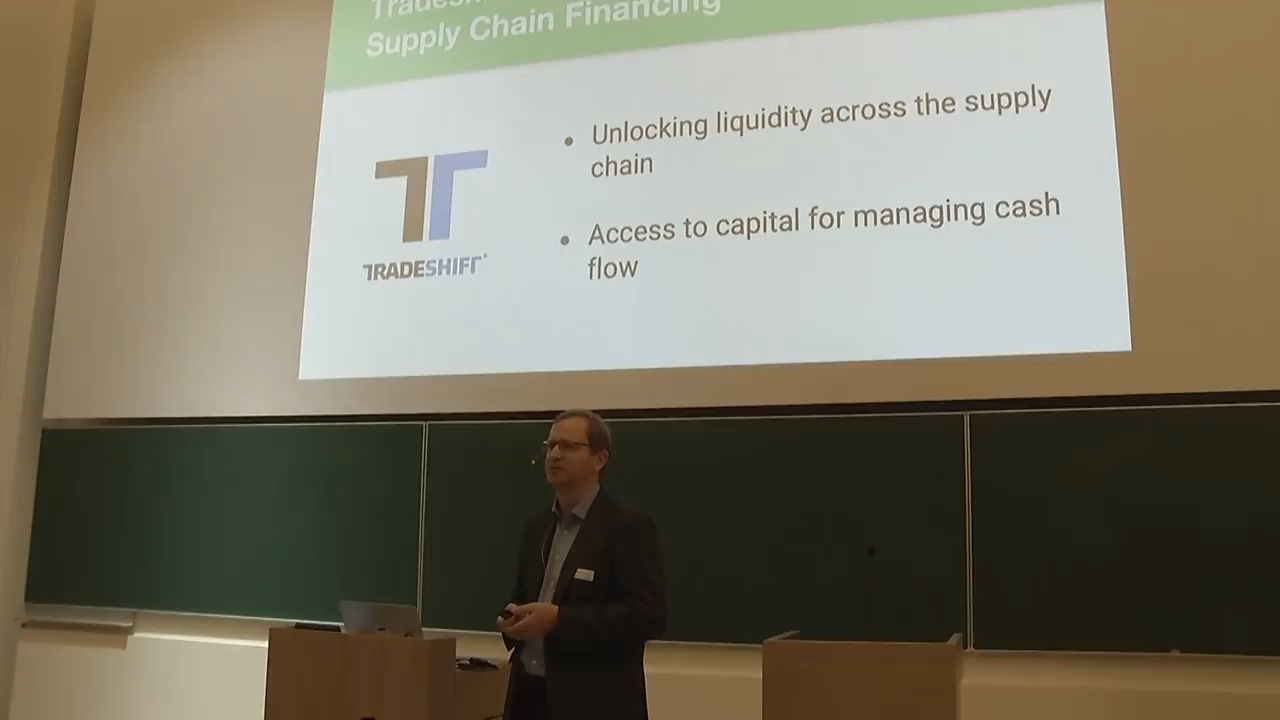 Supply Chain Financing
• Unlocking liquidity across the supply
chain
• Access to capital for managing cash
flow
TRADESHIFT